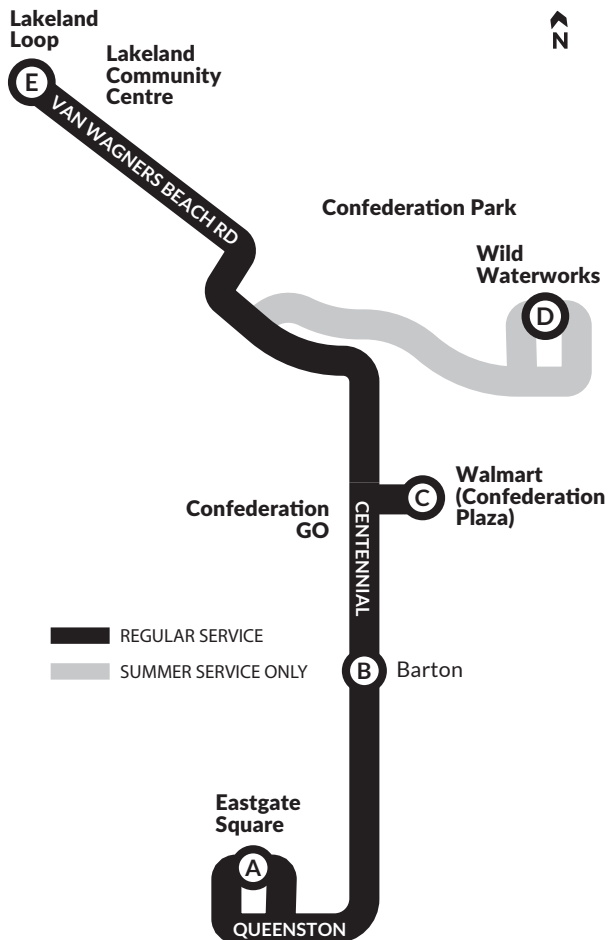 Lakeland
Loop
N
Lakeland
Community
Centre
E
VAN WAGNERS BEACH RD
Confederation Park
Wild
Waterworks
D
Walmart
(Confederation
Plaza)
C
Confederation
GO
CENTENNIAL
REGULAR SERVICE
SUMMER SERVICE ONLY
B
Barton
Eastgate
Square
A
QUEENSTON